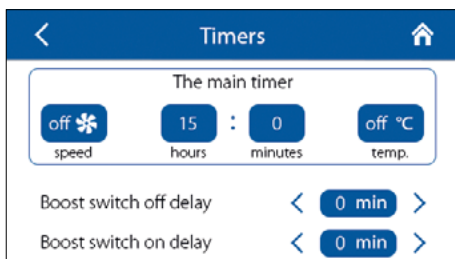 Timers
The main timer
off 15 : 0 off °C
speed hours minutes temp.
Boost switch off delay 0 min
Boost switch on delay 0 min